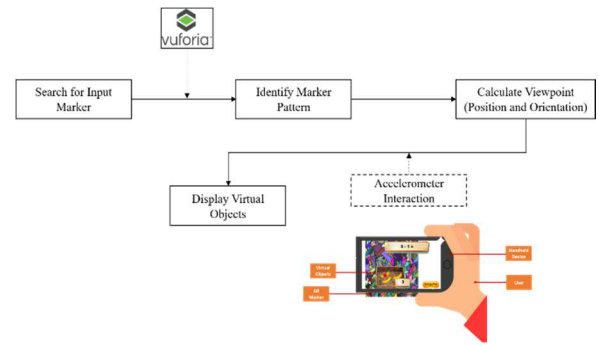 vuforia™
Search for Input
Marker
Identify Marker
Pattern
Calculate Viewpoint
(Position and Orientation)
Accelerometer
Interaction
Display Virtual
Objects
Handheld
Device
Virtual
Objects
User
AR
Marker